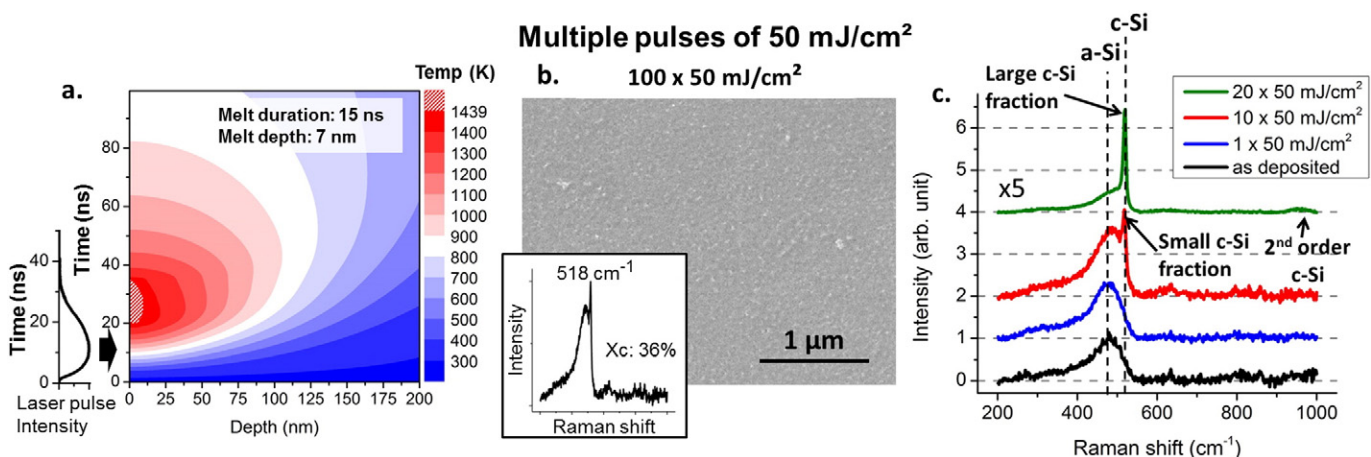 Multiple pulses of 50 mJ/cm²
a.
Temp (K)
Melt duration: 15 ns
Melt depth: 7 nm
1439
1400
1300
1200
1100
1000
900
800
700
600
500
400
300
Time (ns)
100
80
60
40
20
0
0 25 50 75 100 125 150 175 200
Depth (nm)
Time (ns)
40
20
0
Laser pulse
Intensity
b.
100 x 50 mJ/cm²
1 µm
518 cm⁻¹
Xc: 36%
Intensity
Raman shift
c.
c-Si
a-Si
Large c-Si
fraction
20 x 50 mJ/cm²
10 x 50 mJ/cm²
1 x 50 mJ/cm²
as deposited
x5
Small c-Si
fraction
2nd order
c-Si
Intensity (arb. unit)
6
5
4
3
2
1
0
200 400 600 800 1000
Raman shift (cm⁻¹)